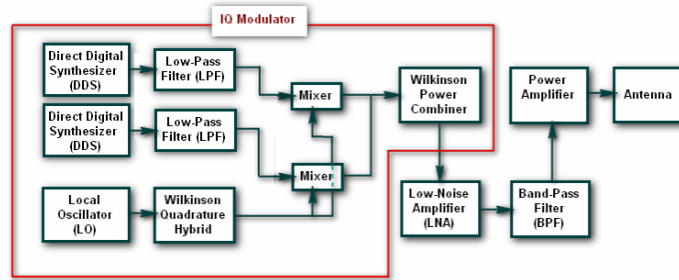 IQ Modulator
Direct Digital
Synthesizer
(DDS)
Low-Pass
Filter (LPF)
Mixer
Wilkinson
Power
Combiner
Power
Amplifier
Antenna
Direct Digital
Synthesizer
(DDS)
Low-Pass
Filter (LPF)
Mixer
Local
Oscillator
(LO)
Wilkinson
Quadrature
Hybrid
Low-Noise
Amplifier
(LNA)
Band-Pass
Filter
(BPF)